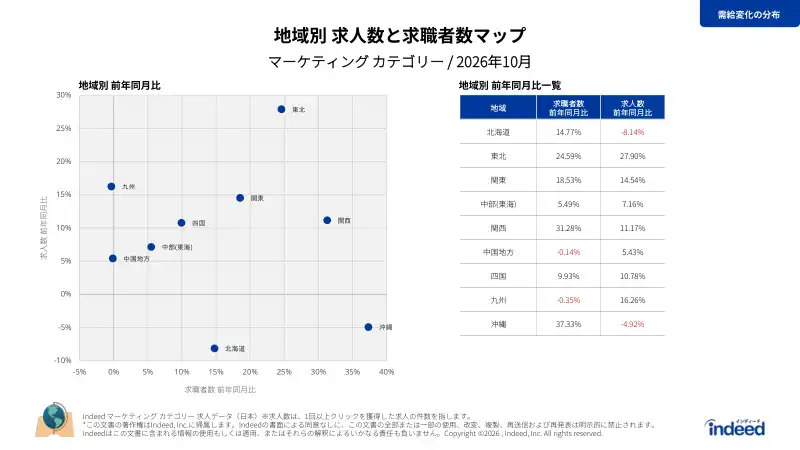 需給変化の分布
地域別 求人数と求職者数マップ
マーケティング カテゴリー / 2026年10月
地域別 前年同月比
30%
25%
20%
15%
10%
5%
0%
-5%
-10%
-5%
0%
5%
10%
15%
20%
25%
30%
35%
40%
求人数 前年同月比
求職者数 前年同月比
東北
九州
関東
四国
関西
中部(東海)
中国地方
沖縄
北海道
地域別 前年同月比一覧
地域 求職者数 前年同月比 求人数 前年同月比
北海道 14.77% -8.14%
東北 24.59% 27.90%
関東 18.53% 14.54%
中部(東海) 5.49% 7.16%
関西 31.28% 11.17%
中国地方 -0.14% 5.43%
四国 9.93% 10.78%
九州 -0.35% 16.26%
沖縄 37.33% -4.92%
Indeed マーケティング カテゴリー 求人データ（日本）※求人数は、1回以上クリックを獲得した求人の件数を指します。
*この文書の著作権はIndeed, Inc.に帰属します。Indeedの書面による同意なしに、この文書の全部または一部の使用、改変、複製、再送信および再発表は明示的に禁止されます。
Indeedはこの文書に含まれる情報の使用もしくは適用、またはそれらの解釈によるいかなる責任も負いません。Copyright ©2026 , Indeed, Inc. All rights reserved.
インディード
indeed